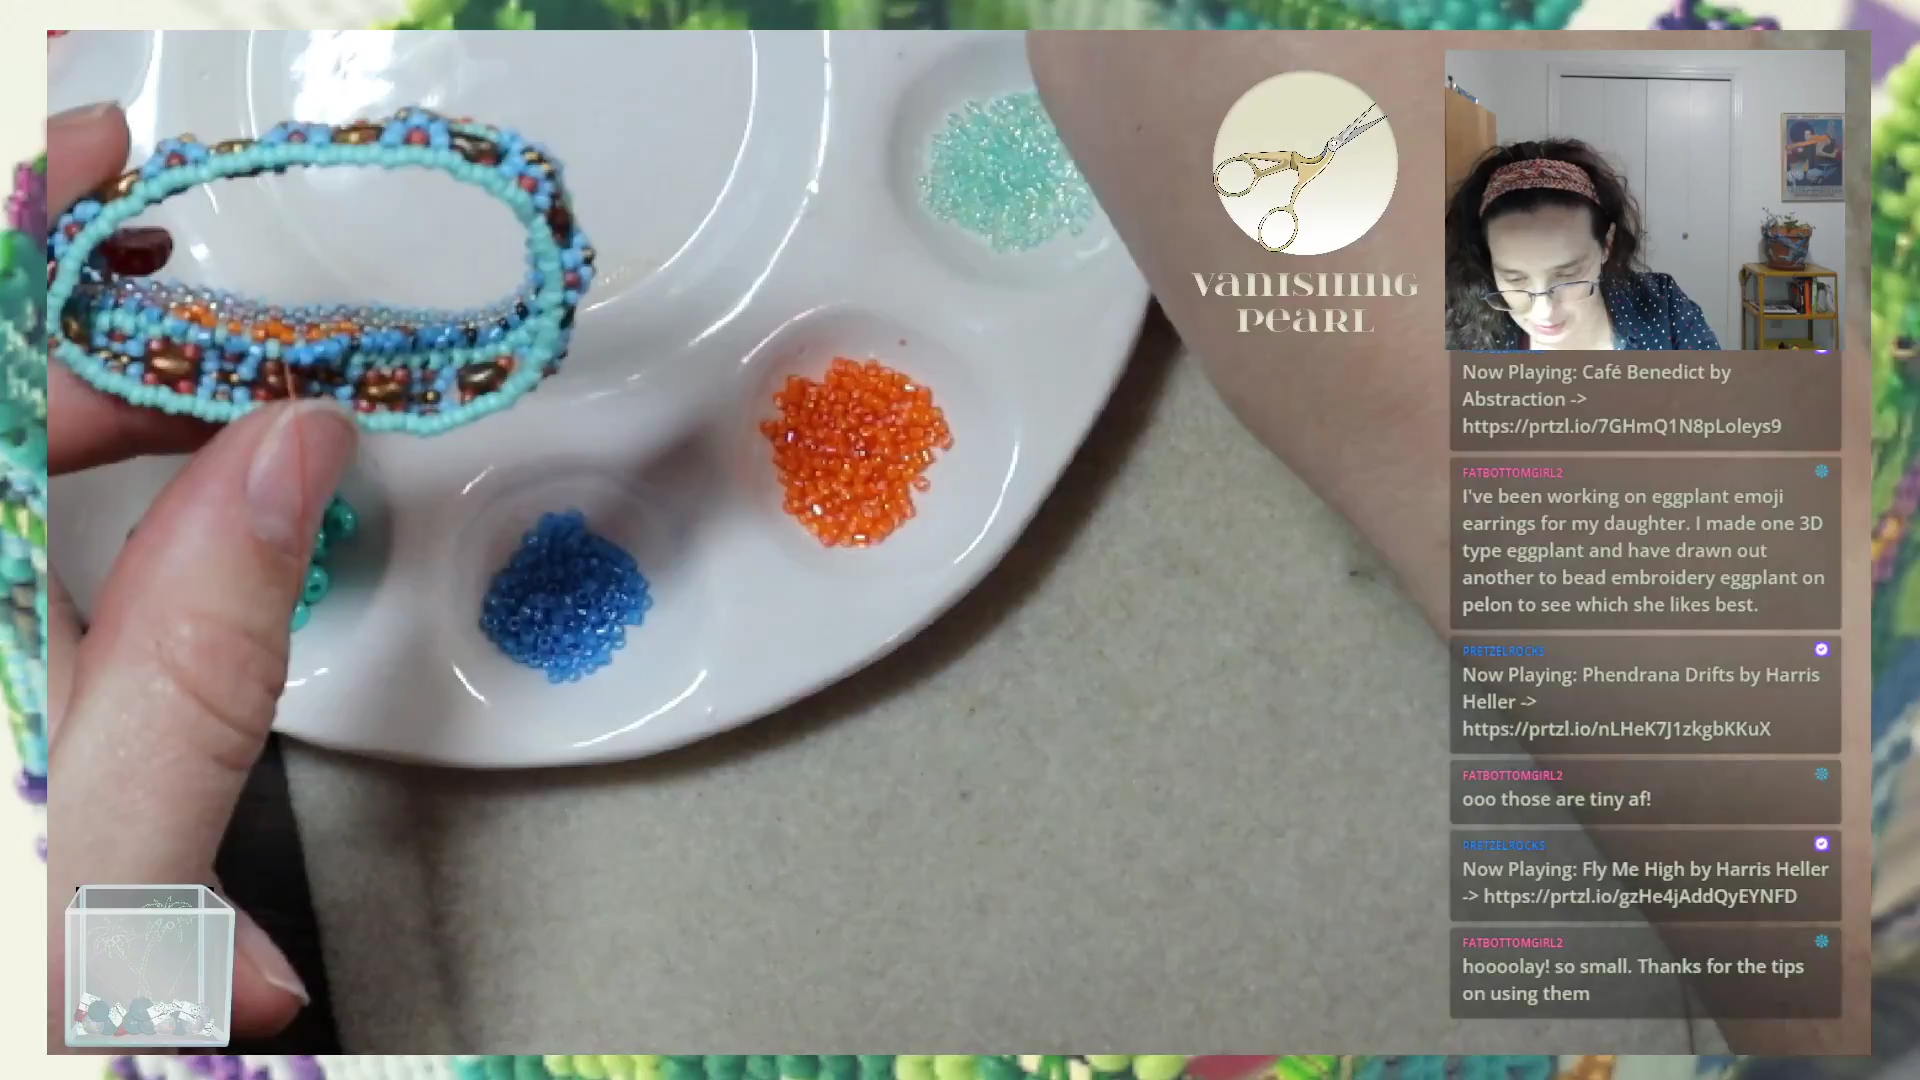 VANISHING
PEARL
Now Playing: Café Benedict by
Abstraction ->
https://prtzl.io/7GHmQ1N8pLoleys9
FATBOTTOMGIRL2
I've been working on eggplant emoji
earrings for my daughter. I made one 3D
type eggplant and have drawn out
another to bead embroidery eggplant on
pelon to see which she likes best.
PRETZELROCKS
Now Playing: Phendrana Drifts by Harris
Heller ->
https://prtzl.io/nLHeK7J1zkgbKKuX
FATBOTTOMGIRL2
ooo those are tiny af!
PRETZELROCKS
Now Playing: Fly Me High by Harris Heller
-> https://prtzl.io/gzHe4jAddQyEYNFD
FATBOTTOMGIRL2
hoooolay! so small. Thanks for the tips
on using them